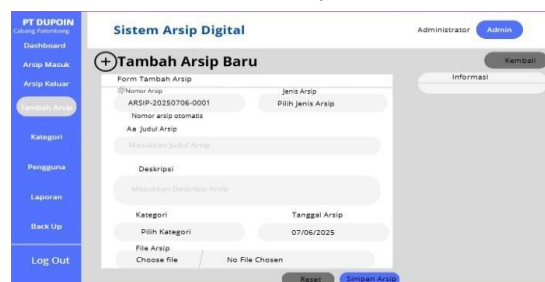 PT DUPOIN
Cabang Palembang
Dashboard
Arsip Masuk
Arsip Keluar
Tambah Arsip
Kategori
Pengguna
Laporan
Back Up
Log Out
Sistem Arsip Digital
Administrator Admin
Tambah Arsip Baru
Kembali
Form Tambah Arsip
Nomor Arsip Jenis Arsip
ARSIP-20250706-0001 Pilih Jenis Arsip
Nomor arsip otomatis
Aa Judul Arsip
Masukkan Judul Arsip
Deskripsi
Masukkan Deskripsi Arsip
Kategori Tanggal Arsip
Pilih Kategori 07/06/2025
File Arsip
Choose file No File Chosen
Reset Simpan Arsip
Informasi